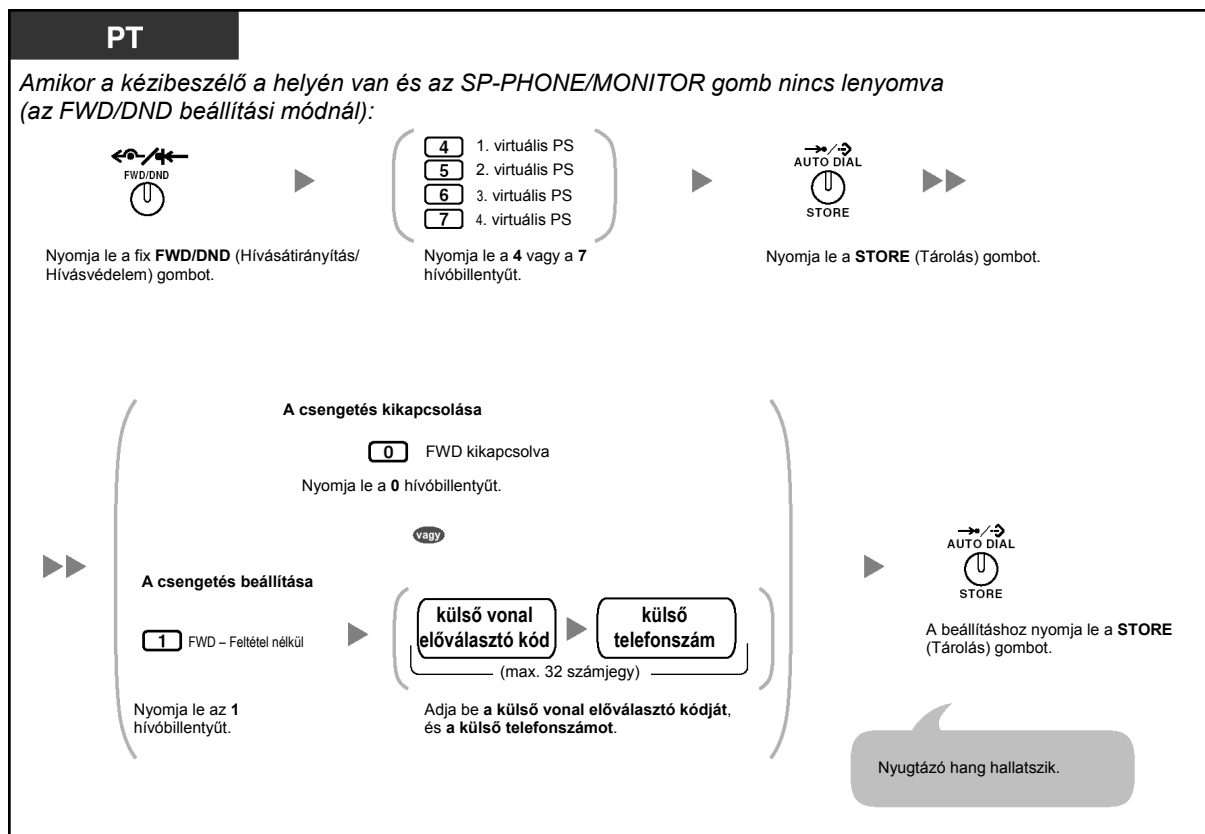 PT
Amikor a kézibeszélő a helyén van és az SP-PHONE/MONITOR gomb nincs lenyomva
(az FWD/DND beállítási módnál):
FWD/DND
Nyomja le a fix FWD/DND (Hívásátirányítás/
Hívásvédelem) gombot.
4 1. virtuális PS
5 2. virtuális PS
6 3. virtuális PS
7 4. virtuális PS
Nyomja le a 4 vagy a 7
hívóbillentyűt.
AUTO DIAL
STORE
Nyomja le a STORE (Tárolás) gombot.
A csengetés kikapcsolása
0 FWD kikapcsolva
Nyomja le a 0 hívóbillentyűt.
vagy
A csengetés beállítása
1 FWD – Feltétel nélkül
Nyomja le az 1
hívóbillentyűt.
külső vonal
előválasztó kód
külső
telefonszám
(max. 32 számjegy)
Adja be a külső vonal előválasztó kódját,
és a külső telefonszámot.
AUTO DIAL
STORE
A beállításhoz nyomja le a STORE
(Tárolás) gombot.
Nyugtázó hang hallatszik.